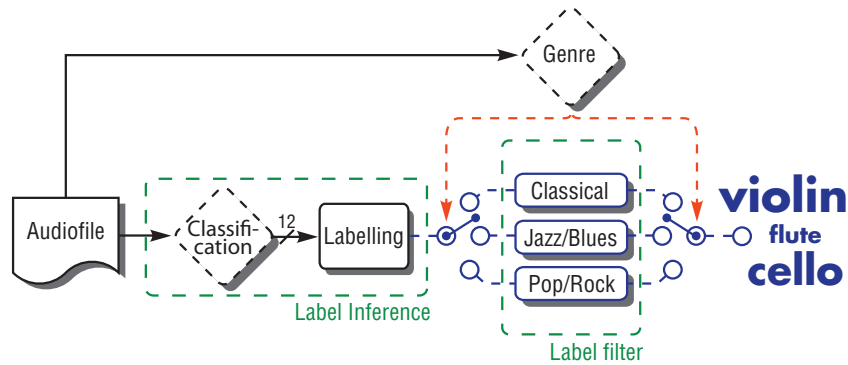 Genre
Audiofile
Classifi-
cation
12
Labelling
Label Inference
Classical
Jazz/Blues
Pop/Rock
Label filter
violin
flute
cello